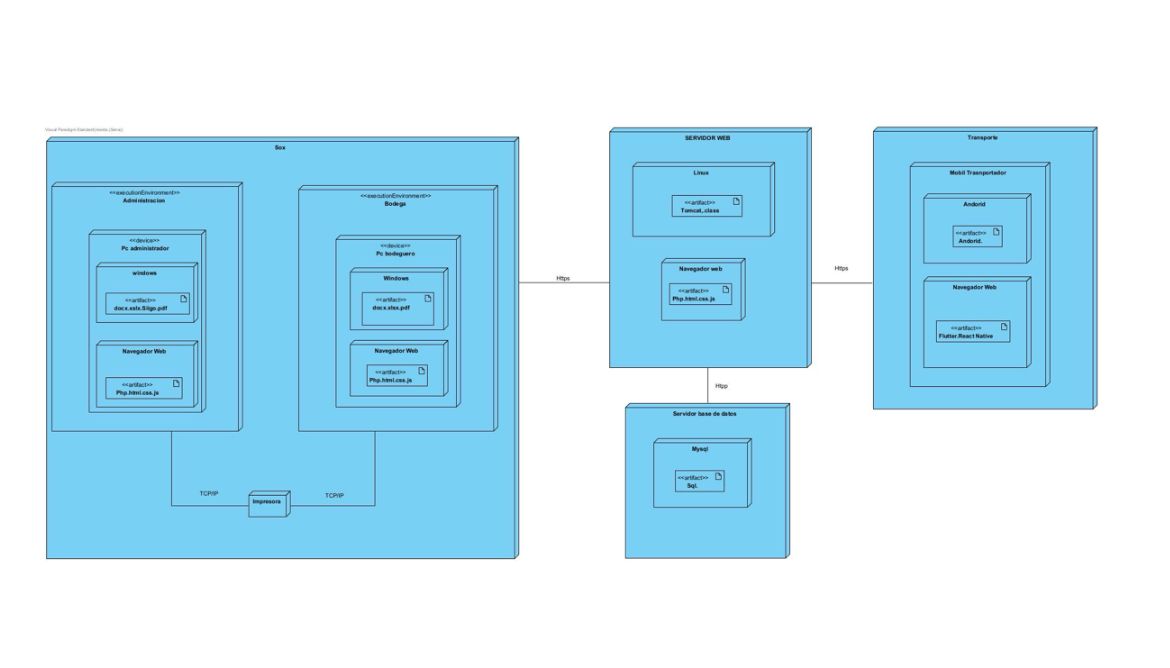 Visual Paradigm Standard
Sox
<<executionEnvironment>>
Administracion
<<device>>
Pc administrador
windows
<<artifact>>
docx.xslx.Siigo.pdf
Navegador Web
<<artifact>>
Php.html.css.js
<<executionEnvironment>>
Bodega
<<device>>
Pc bodeguero
Windows
<<artifact>>
docx.xlsx.pdf
Navegador Web
<<artifact>>
Php.html.css.js
TCP/IP
Impresora
TCP/IP
Https
SERVIDOR WEB
Linux
<<artifact>>
Tomcat,.class
Navegador web
<<artifact>>
Php.html.css.js
Htpp
Servidor base de datos
Mysql
<<artifact>>
Sql.
Https
Transporte
Mobil Trasnportador
Andorid
<<artifact>>
Andorid.
Navegador Web
<<artifact>>
Flutter.React Native